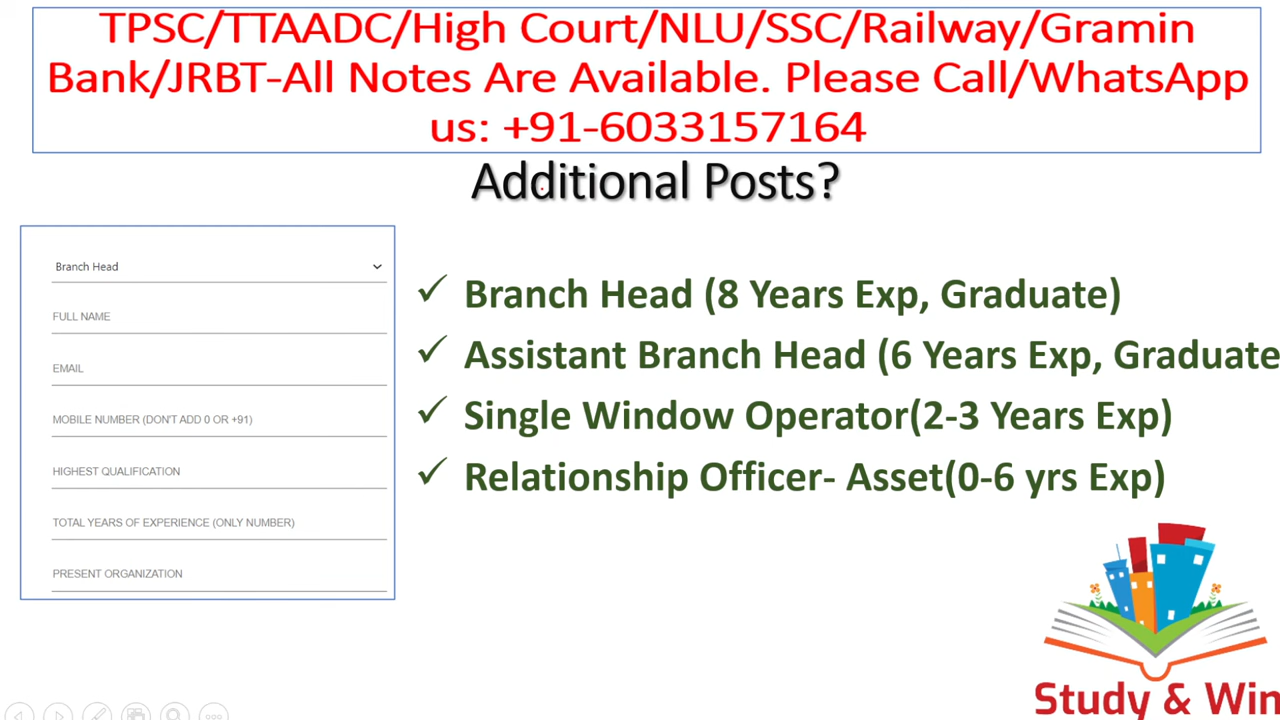 TPSC/TTAADC/High Court/NLU/SSC/Railway/Gramin
Bank/JRBT-All Notes Are Available. Please Call/WhatsApp
us: +91-6033157164
Additional Posts?
Branch Head
FULL NAME
EMAIL
MOBILE NUMBER (DON'T ADD 0 OR +91)
HIGHEST QUALIFICATION
TOTAL YEARS OF EXPERIENCE (ONLY NUMBER)
PRESENT ORGANIZATION
✓ Branch Head (8 Years Exp, Graduate)
✓ Assistant Branch Head (6 Years Exp, Graduate
✓ Single Window Operator(2-3 Years Exp)
✓ Relationship Officer- Asset(0-6 yrs Exp)
Study & Win